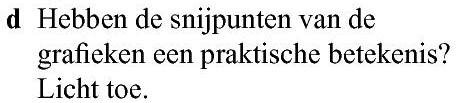 d Hebben de snijpunten van de
grafieken een praktische betekenis?
Licht toe.